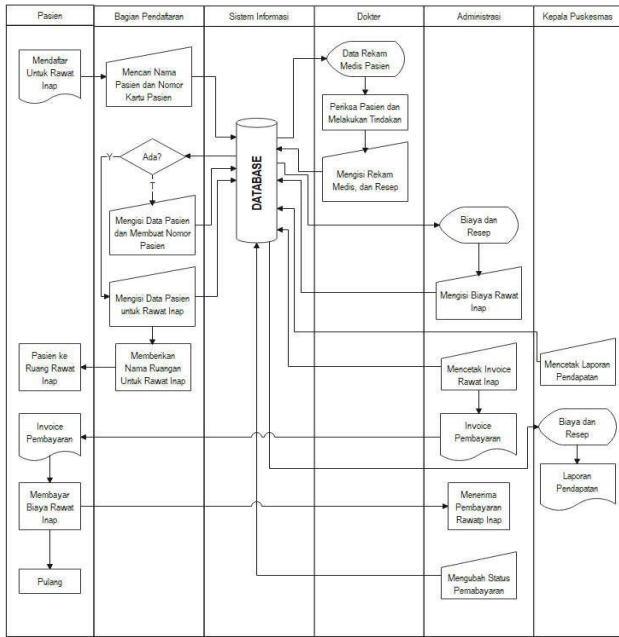 Pasien
Bagian Pendaftaran
Sistem Informasi
Dokter
Administrasi
Kepala Puskesmas
Mendaftar
Untuk Rawat
Inap
Mencari Nama
Pasien dan Nomor
Kartu Pasien
Data Rekam
Medis Pasien
Periksa Pasien dan
Melakukan Tindakan
Y
Ada?
T
DATABASE
Mengisi Rekam
Medis, dan Resep
Mengisi Data Pasien
dan Membuat Nomor
Pasien
Biaya dan
Resep
Mengisi Data Pasien
untuk Rawat Inap
Mengisi Biaya Rawat
Inap
Pasien ke
Ruang Rawat
Inap
Memberikan
Nama Ruangan
Untuk Rawat Inap
Mencetak Invoice
Rawat Inap
Mencetak Laporan
Pendapatan
Invoice
Pembayaran
Invoice
Pembayaran
Biaya dan
Resep
Membayar
Biaya Rawat
Inap
Menerima
Pembayaran
Rawatp Inap
Laporan
Pendapatan
Pulang
Mengubah Status
Pemabayaran